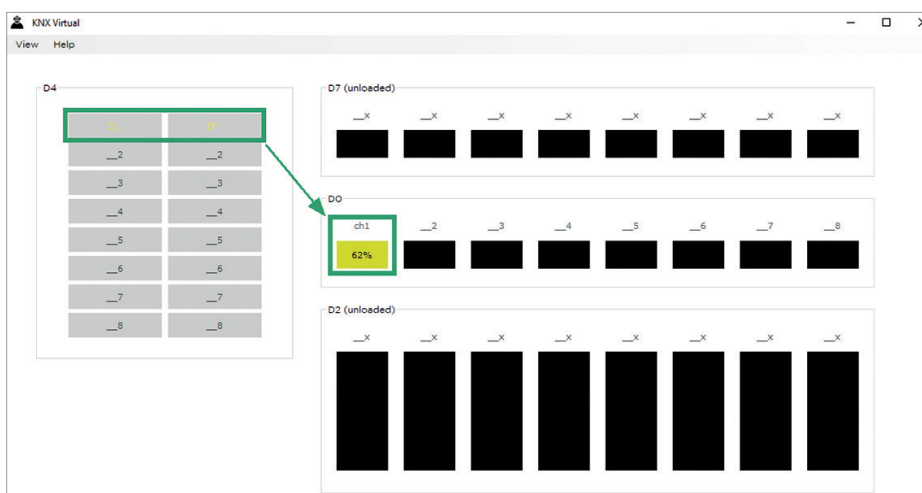 KNX Virtual
View Help
D4
__2 __2
__3 __3
__4 __4
__5 __5
__6 __6
__7 __7
__8 __8
D7 (unloaded)
__x __x __x __x __x __x __x __x
D0
ch1 __2 __3 __4 __5 __6 __7 __8
62%
D2 (unloaded)
__x __x __x __x __x __x __x __x